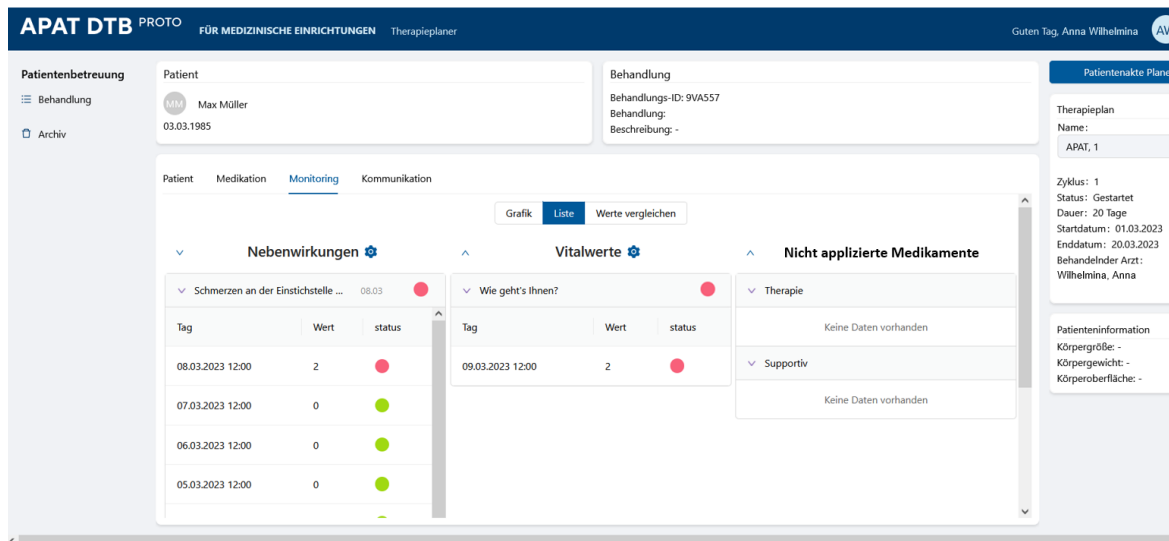 APAT DTB PROTO FÜR MEDIZINISCHE EINRICHTUNGEN Therapieplaner Guten Tag, Anna Wilhelmina
Patientenbetreuung
Behandlung
Archiv
Patient
MM Max Müller
03.03.1985
Behandlung
Behandlungs-ID: 9VA557
Behandlung:
Beschreibung: -
Patient Medikation Monitoring Kommunikation
Grafik Liste Werte vergleichen
Nebenwirkungen
Schmerzen an der Einstichstelle ... 08.03
Tag Wert status
08.03.2023 12:00 2
07.03.2023 12:00 0
06.03.2023 12:00 0
05.03.2023 12:00 0
Vitalwerte
Wie geht's Ihnen?
Tag Wert status
09.03.2023 12:00 2
Nicht applizierte Medikamente
Therapie
Keine Daten vorhanden
Supportiv
Keine Daten vorhanden
Patientenakte Plane
Therapieplan
Name:
APAT, 1
Zyklus: 1
Status: Gestartet
Dauer: 20 Tage
Startdatum: 01.03.2023
Enddatum: 20.03.2023
Behandelnder Arzt:
Wilhelmina, Anna
Patienteninformation
Körpergröße: -
Körpergewicht: -
Körperoberfläche: -